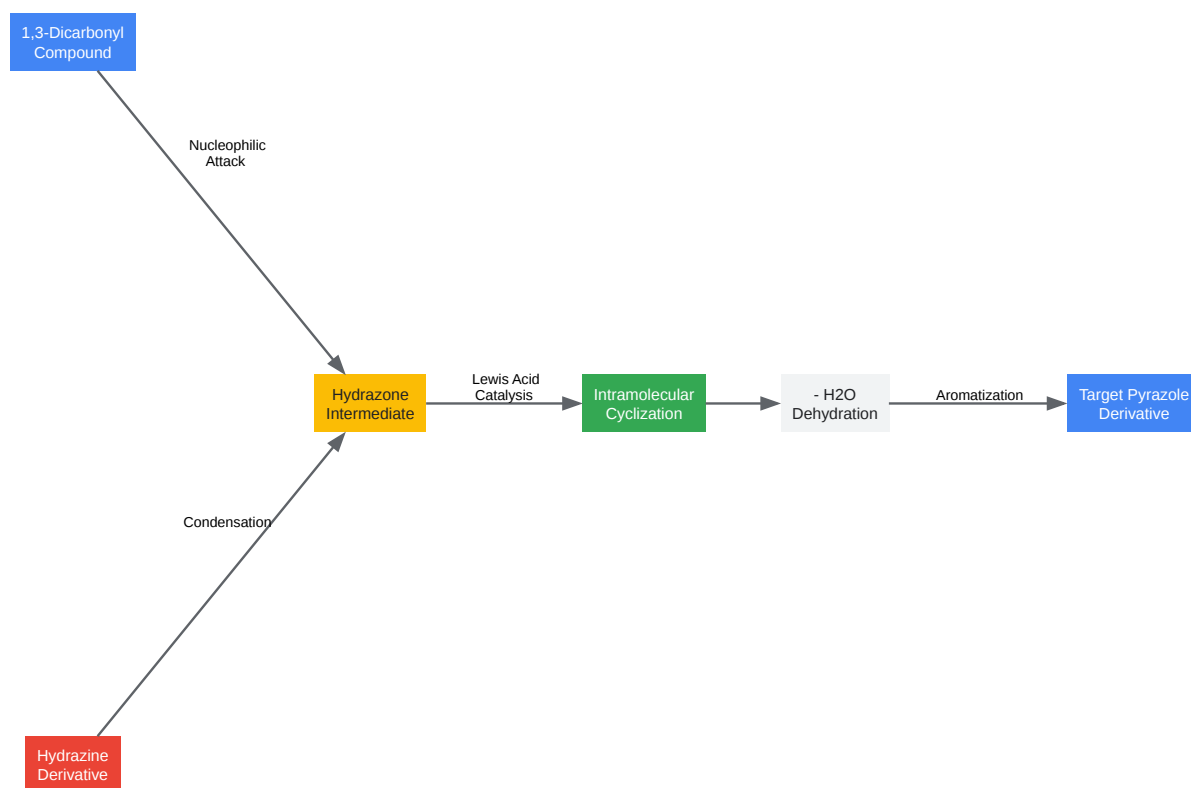 1,3-Dicarbonyl
Compound
Nucleophilic
Attack
Hydrazone
Intermediate
Lewis Acid
Catalysis
Intramolecular
Cyclization
- H2O
Dehydration
Aromatization
Target Pyrazole
Derivative
Condensation
Hydrazine
Derivative